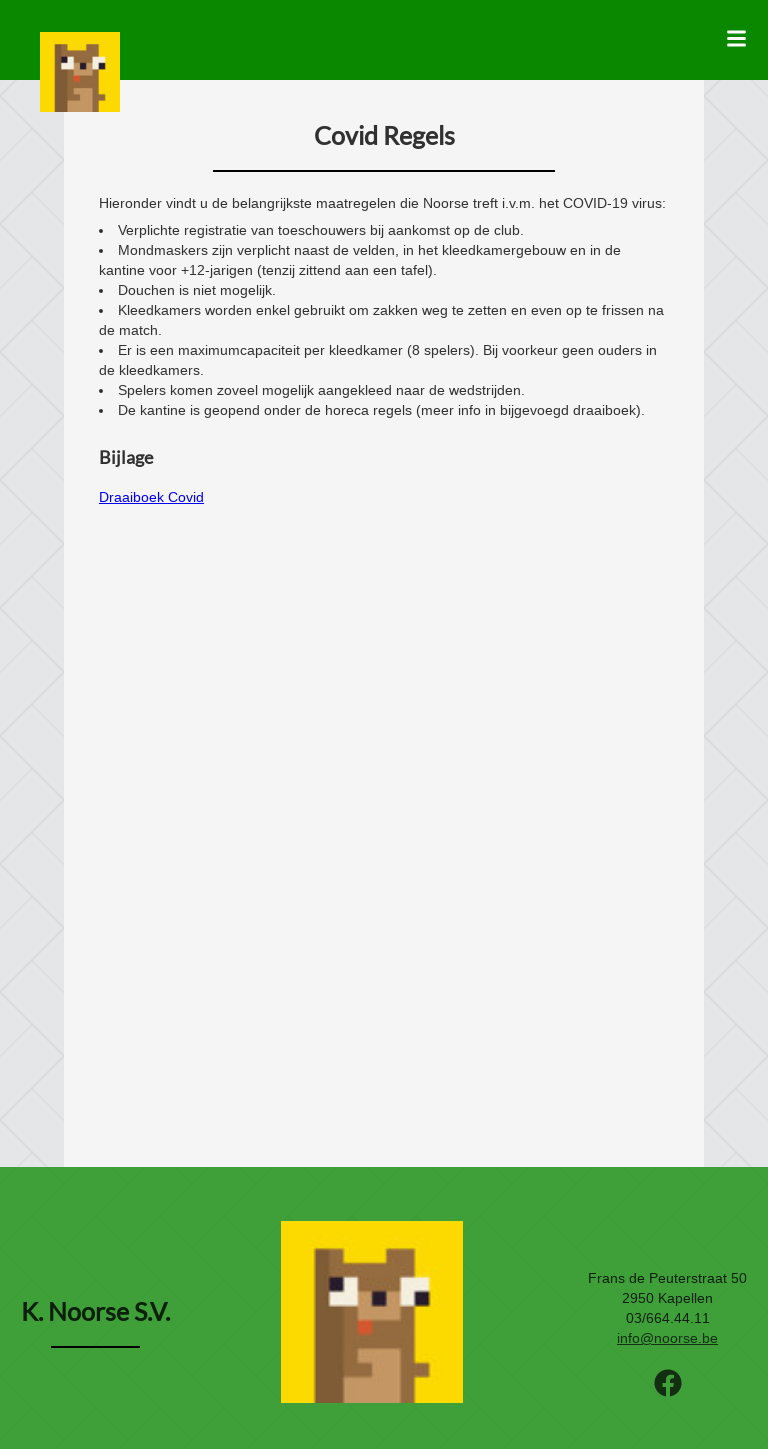 Covid Regels
Hieronder vindt u de belangrijkste maatregelen die Noorse treft i.v.m. het COVID-19 virus:
• Verplichte registratie van toeschouwers bij aankomst op de club.
• Mondmaskers zijn verplicht naast de velden, in het kleedkamergebouw en in de
kantine voor +12-jarigen (tenzij zittend aan een tafel).
• Douchen is niet mogelijk.
• Kleedkamers worden enkel gebruikt om zakken weg te zetten en even op te frissen na
de match.
• Er is een maximumcapaciteit per kleedkamer (8 spelers). Bij voorkeur geen ouders in
de kleedkamers.
• Spelers komen zoveel mogelijk aangekleed naar de wedstrijden.
• De kantine is geopend onder de horeca regels (meer info in bijgevoegd draaiboek).
Bijlage
Draaiboek Covid
K. Noorse S.V.
Frans de Peuterstraat 50
2950 Kapellen
03/664.44.11
info@noorse.be